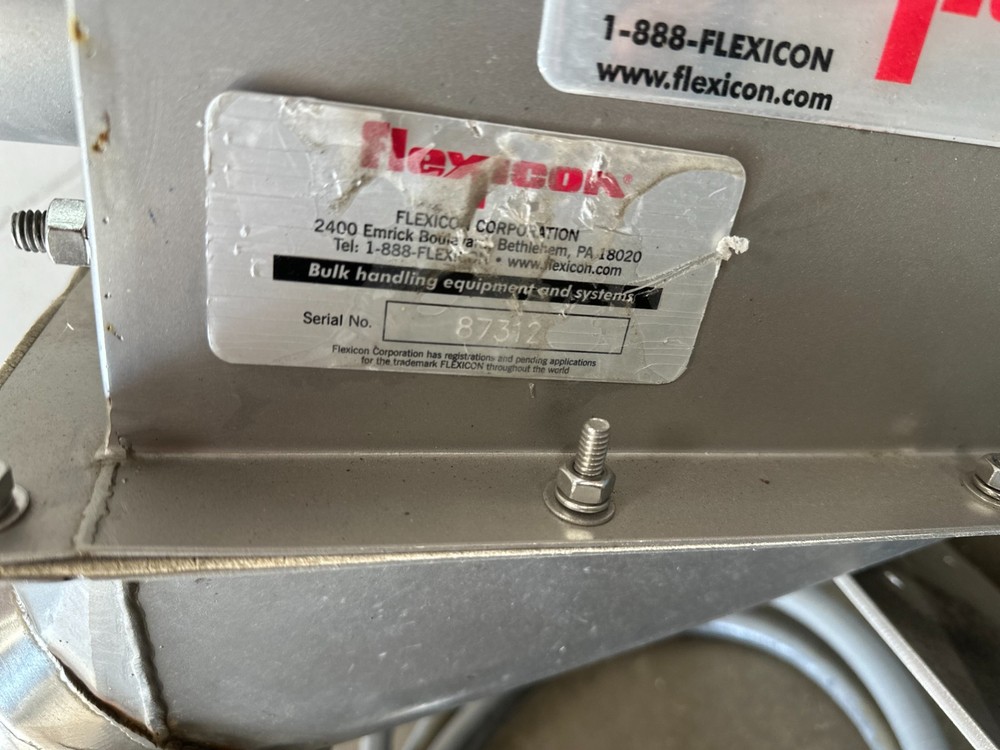 1-888-FLEXICON
www.flexicon.com
flexicon
FLEXICON CORPORATION
2400 Emrick Boulevard, Bethlehem, PA 18020
Tel: 1-888-FLEXICON • www.flexicon.com
Bulk handling equipment and systems
Serial No. 87312
Flexicon Corporation has registrations and pending applications
for the trademark FLEXICON throughout the world